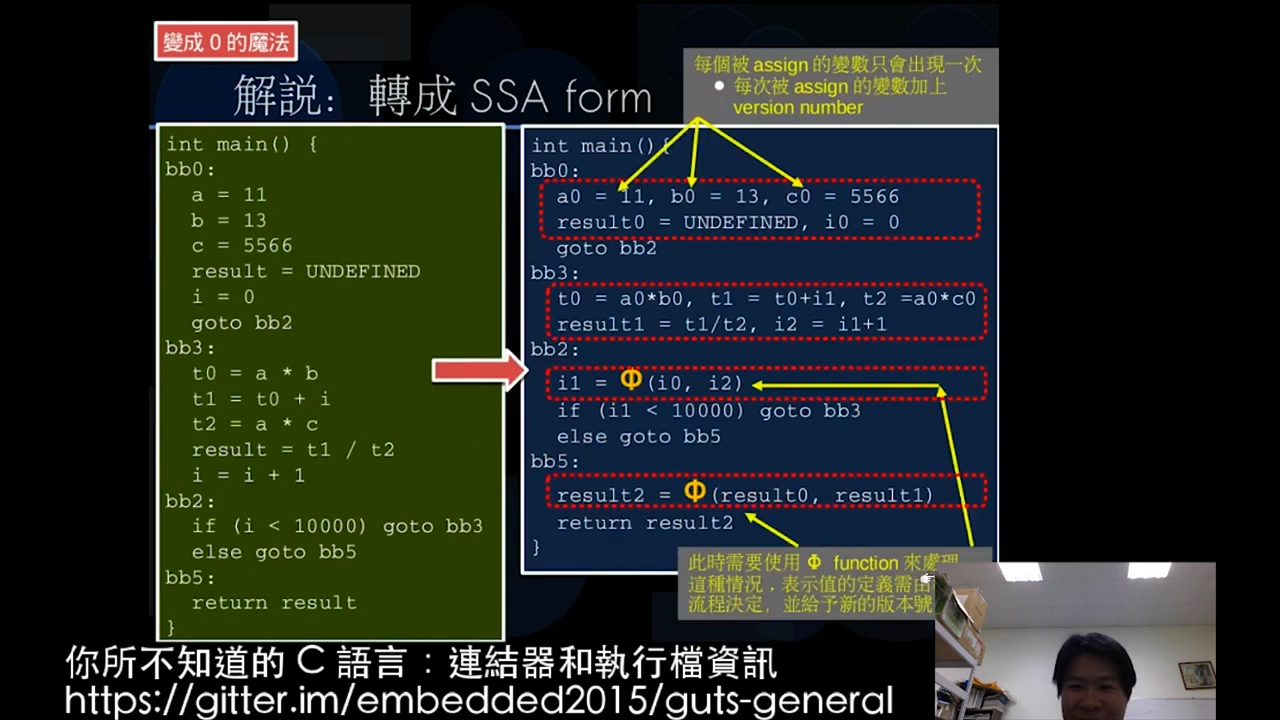 變成 0 的魔法
解說： 轉成 SSA form
每個被 assign 的變數只會出現一次
● 每次被 assign 的變數加上
version number
int main() {
bb0:
a = 11
b = 13
c = 5566
result = UNDEFINED
i = 0
goto bb2
bb3:
t0 = a * b
t1 = t0 + i
t2 = a * c
result = t1 / t2
i = i + 1
bb2:
if (i < 10000) goto bb3
else goto bb5
bb5:
return result
}
int main(){
bb0:
a0 = 11, b0 = 13, c0 = 5566
result0 = UNDEFINED, i0 = 0
goto bb2
bb3:
t0 = a0*b0, t1 = t0+i1, t2 =a0*c0
result1 = t1/t2, i2 = i1+1
bb2:
i1 = Φ(i0, i2)
if (i1 < 10000) goto bb3
else goto bb5
bb5:
result2 = Φ(result0, result1)
return result2
}
此時需要使用 Φ function 來處理
這種情況，表示值的定義需由
流程決定，並給予新的版本號
你所不知道的 C 語言：連結器和執行檔資訊
https://gitter.im/embedded2015/guts-general